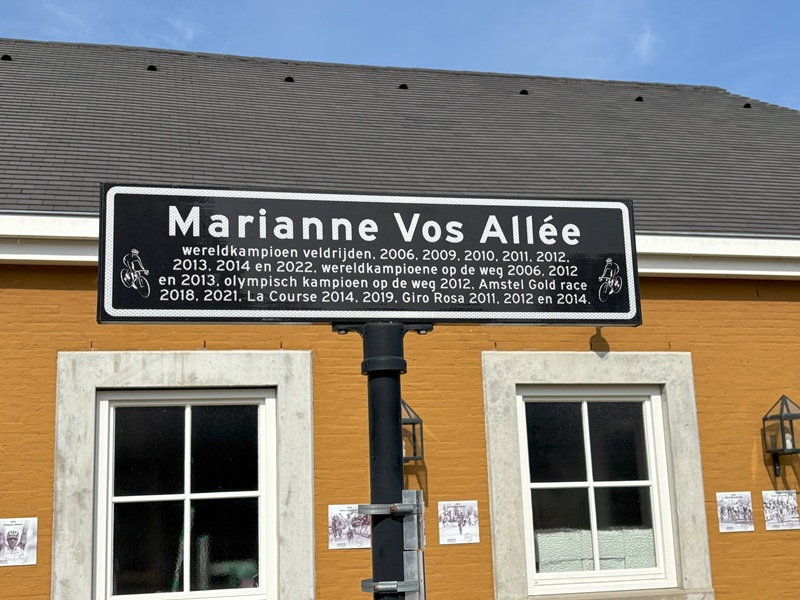 Marianne Vos Allée
wereldkampioen veldrijden, 2006, 2009, 2010, 2011, 2012,
2013, 2014 en 2022, wereldkampioene op de weg 2006, 2012
en 2013, olympisch kampioen op de weg 2012, Amstel Gold race
2018, 2021, La Course 2014, 2019, Giro Rosa 2011, 2012 en 2014.